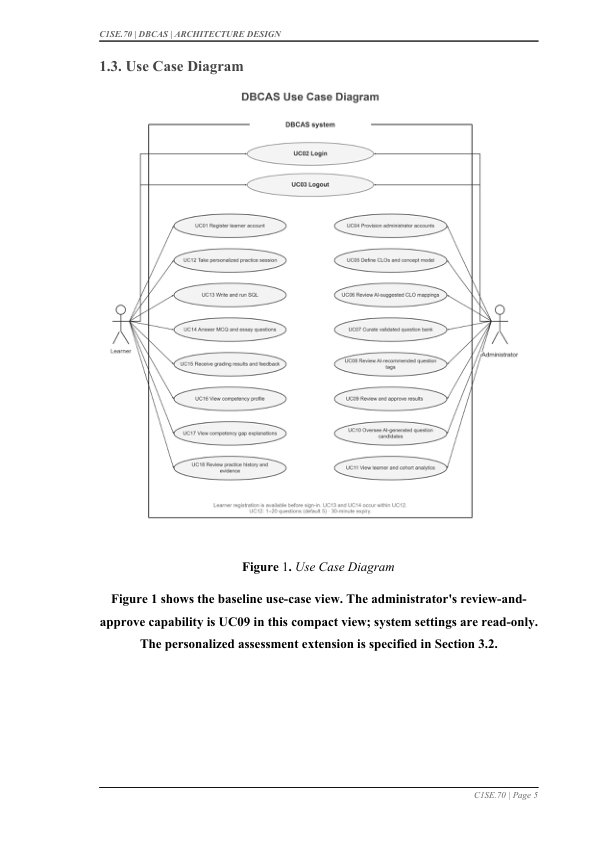 C1SE.70 | DBCAS | ARCHITECTURE DESIGN
1.3. Use Case Diagram
DBCAS Use Case Diagram
DBCAS system
UC02 Login
UC03 Logout
UC01 Register learner account
UC04 Provision administrator accounts
UC12 Take personalized practice session
UC05 Define CLOs and concept model
UC13 Write and run SQL
UC06 Review AI-suggested CLO mappings
UC14 Answer MCQ and essay questions
UC07 Curate validated question bank
Learner
Administrator
UC15 Receive grading results and feedback
UC08 Review AI-recommended question
tags
UC16 View competency profile
UC09 Review and approve results
UC17 View competency gap explanations
UC10 Oversee AI-generated question
candidates
UC18 Review practice history and
evidence
UC11 View learner and cohort analytics
Learner registration is available before sign-in. UC13 and UC14 occur within UC12.
UC12: 1–20 questions (default 5) · 30-minute expiry.
Figure 1. Use Case Diagram
Figure 1 shows the baseline use-case view. The administrator's review-and-
approve capability is UC09 in this compact view; system settings are read-only.
The personalized assessment extension is specified in Section 3.2.
C1SE.70 | Page 5